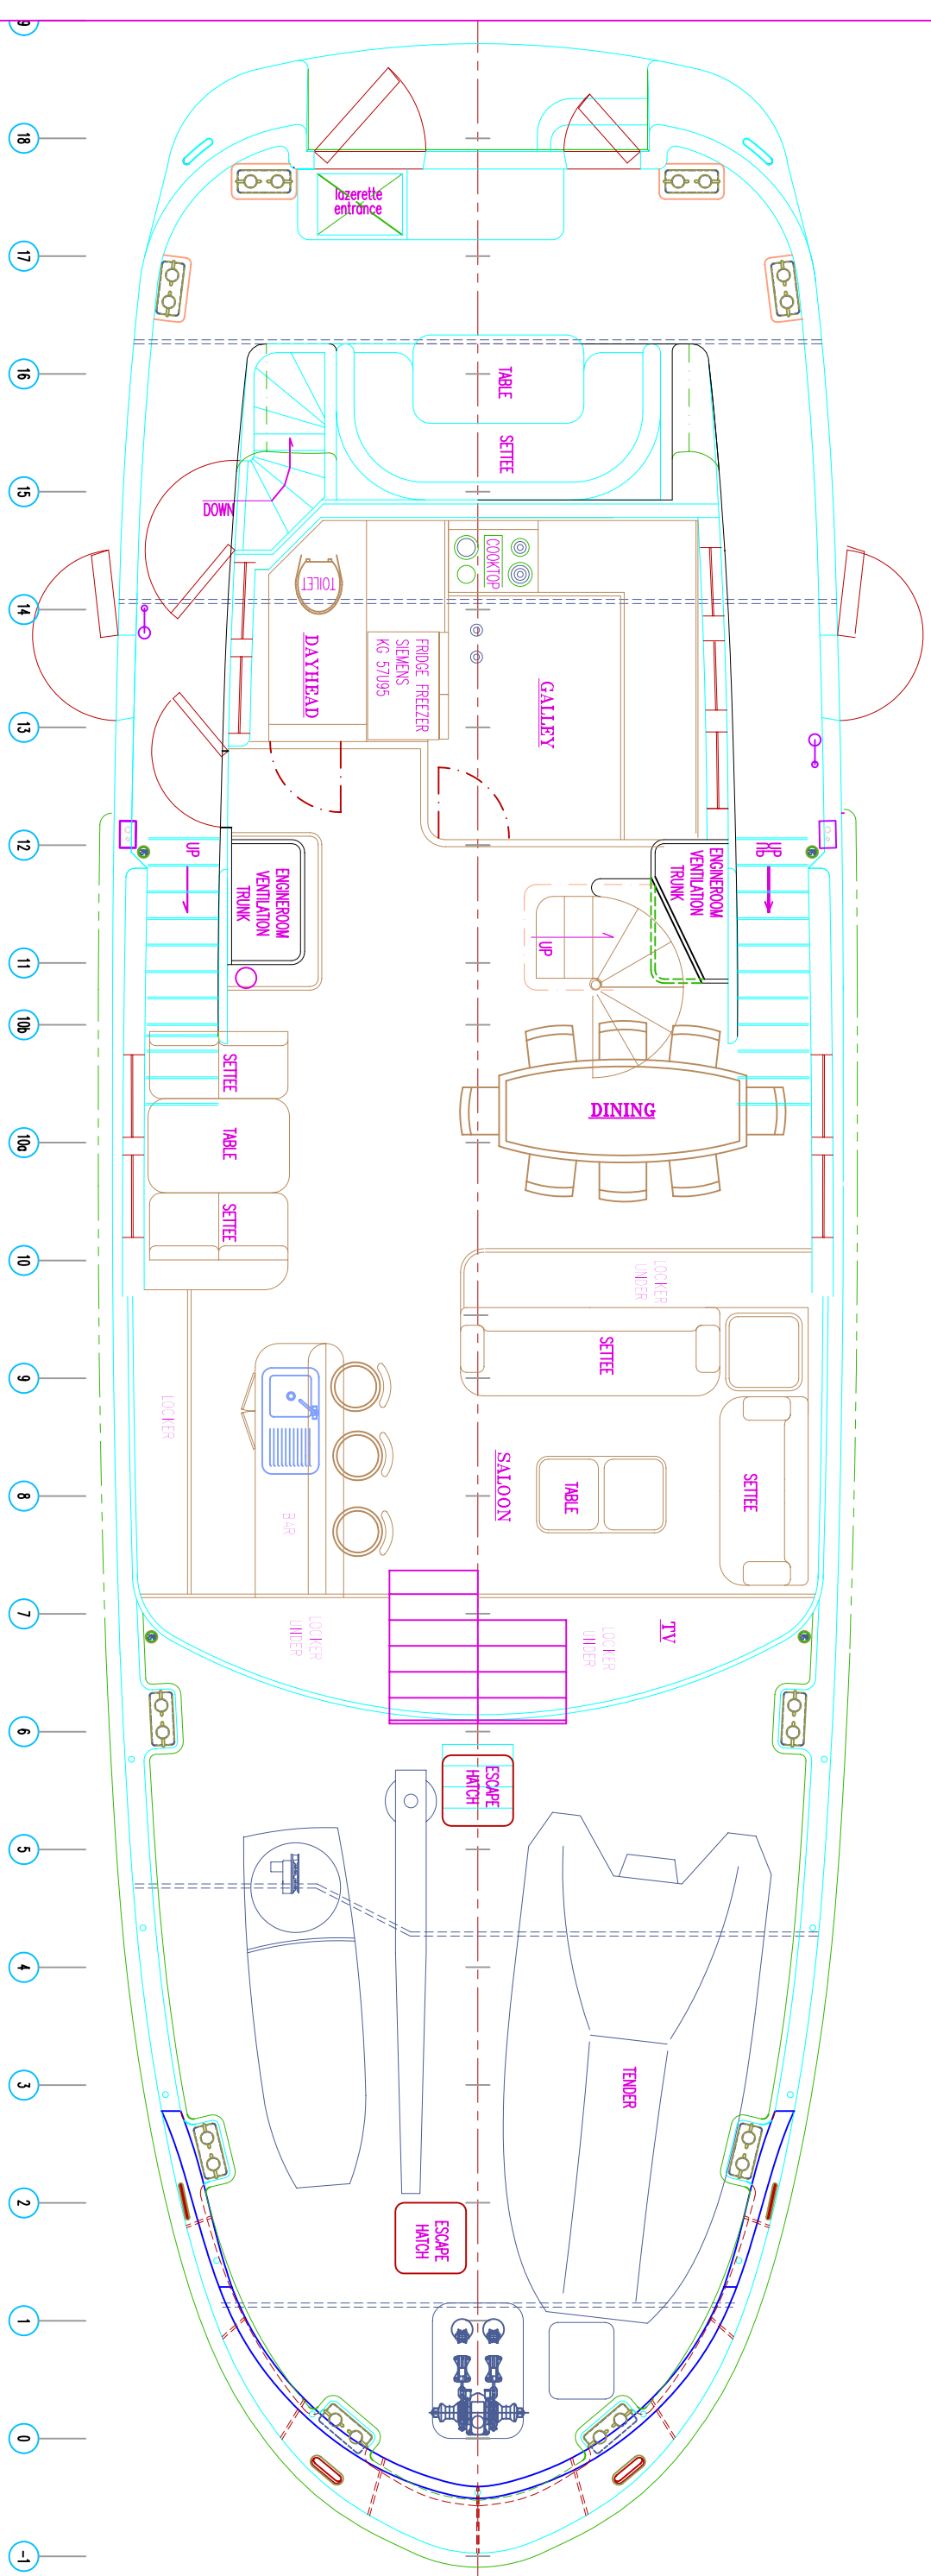 19
18
lazerette
entrance
17
16
TABLE
SETTEE
15
DOWN
COOKTOP
TOILET
14
DAYHEAD
FRIDGE FREEZER
SIEMENS
KG 57U95
GALLEY
13
12
UP
ENGINEROOM
VENTILATION
TRUNK
ENGINEROOM
VENTILATION
TRUNK
UP
UP
11
10b
SETTEE
DINING
TABLE
10a
SETTEE
10
LOCKER
UNDER
SETTEE
9
LOCKER
SALOON
TABLE
SETTEE
8
BAR
7
LOCKER
UNDER
LOCKER
UNDER
TV
6
ESCAPE
HATCH
5
4
3
TENDER
2
ESCAPE
HATCH
1
0
-1